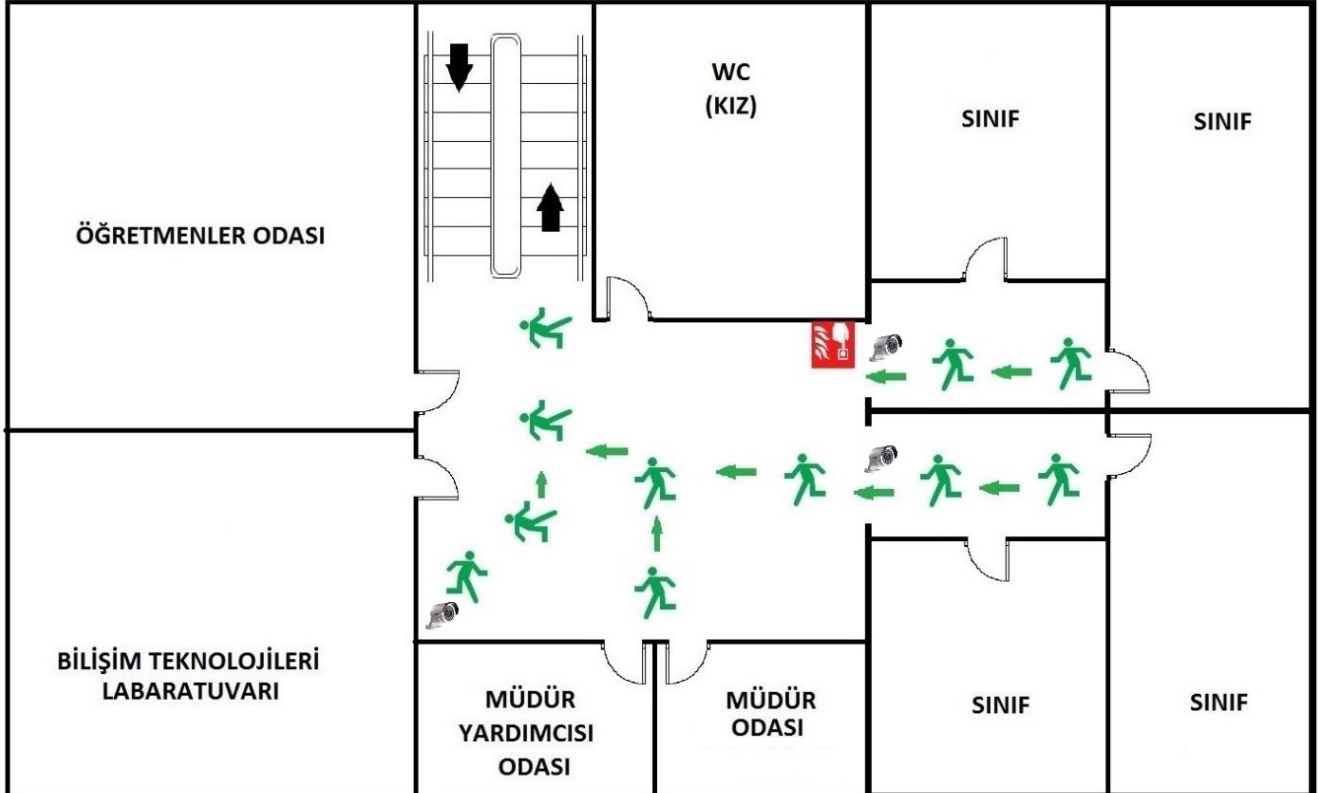 WC
(KIZ)
SINIF
SINIF
ÖĞRETMENLER ODASI
BİLİŞİM TEKNOLOJİLERİ
LABARATUVARI
MÜDÜR
YARDIMCISI
ODASI
MÜDÜR
ODASI
SINIF
SINIF